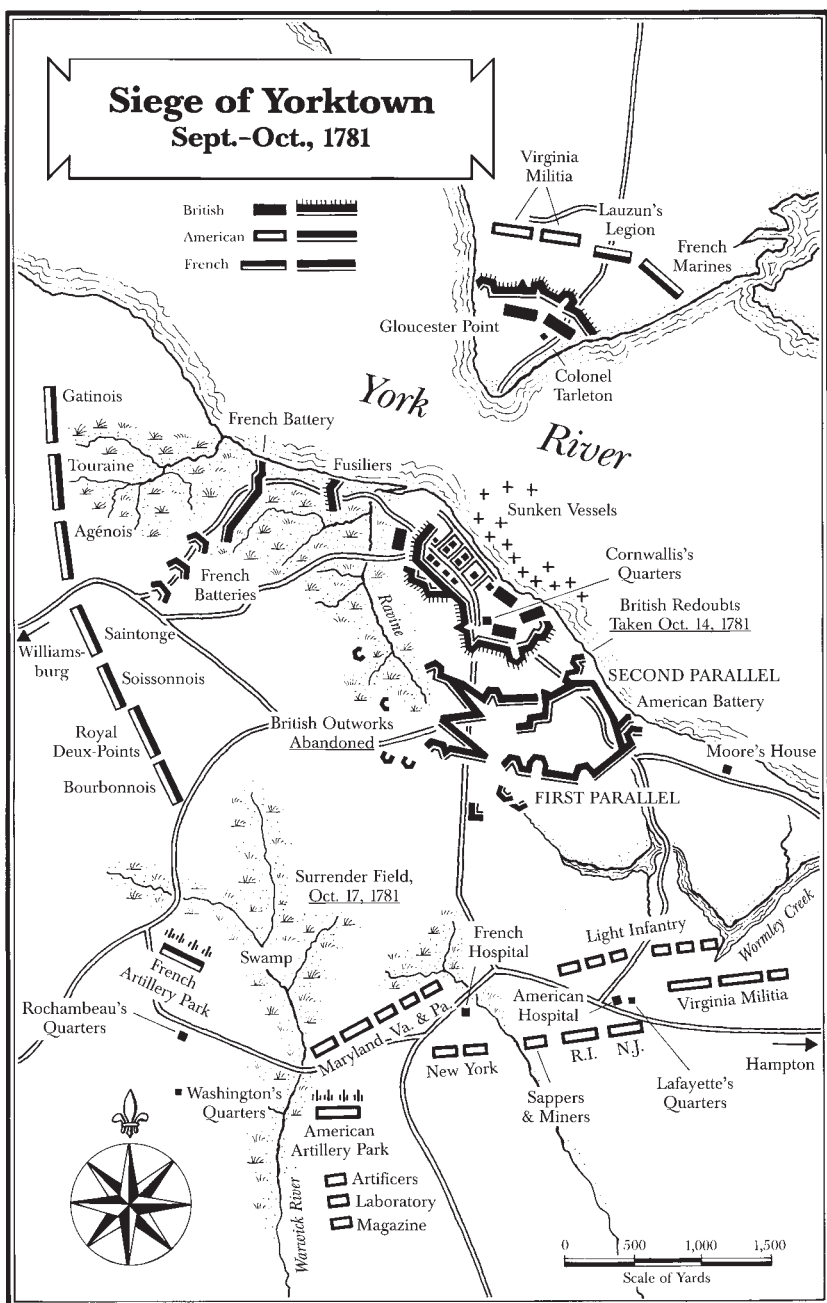 Siege of Yorktown
Sept.–Oct., 1781
British
American
French
Virginia
Militia
Lauzun's
Legion
French
Marines
Gloucester Point
Colonel
Tarleton
York
River
Gatinois
French Battery
Touraine
Fusiliers
Sunken Vessels
Agénois
French
Batteries
Cornwallis's
Quarters
Ravine
British Redoubts
Taken Oct. 14, 1781
Williams-
burg
Saintonge
Soissonnois
SECOND PARALLEL
American Battery
Royal
Deux-Points
British Outworks
Abandoned
Moore's House
Bourbonnois
FIRST PARALLEL
Surrender Field,
Oct. 17, 1781
French
Hospital
Light Infantry
Wormley Creek
Swamp
French
Artillery Park
Rochambeau's
Quarters
Maryland, Va. & Pa.
American
Hospital
Virginia Militia
New York
R.I.
N.J.
Hampton
Sappers
& Miners
Lafayette's
Quarters
Washington's
Quarters
American
Artillery Park
Artificers
Laboratory
Magazine
Warwick River
0 500 1,000 1,500
Scale of Yards